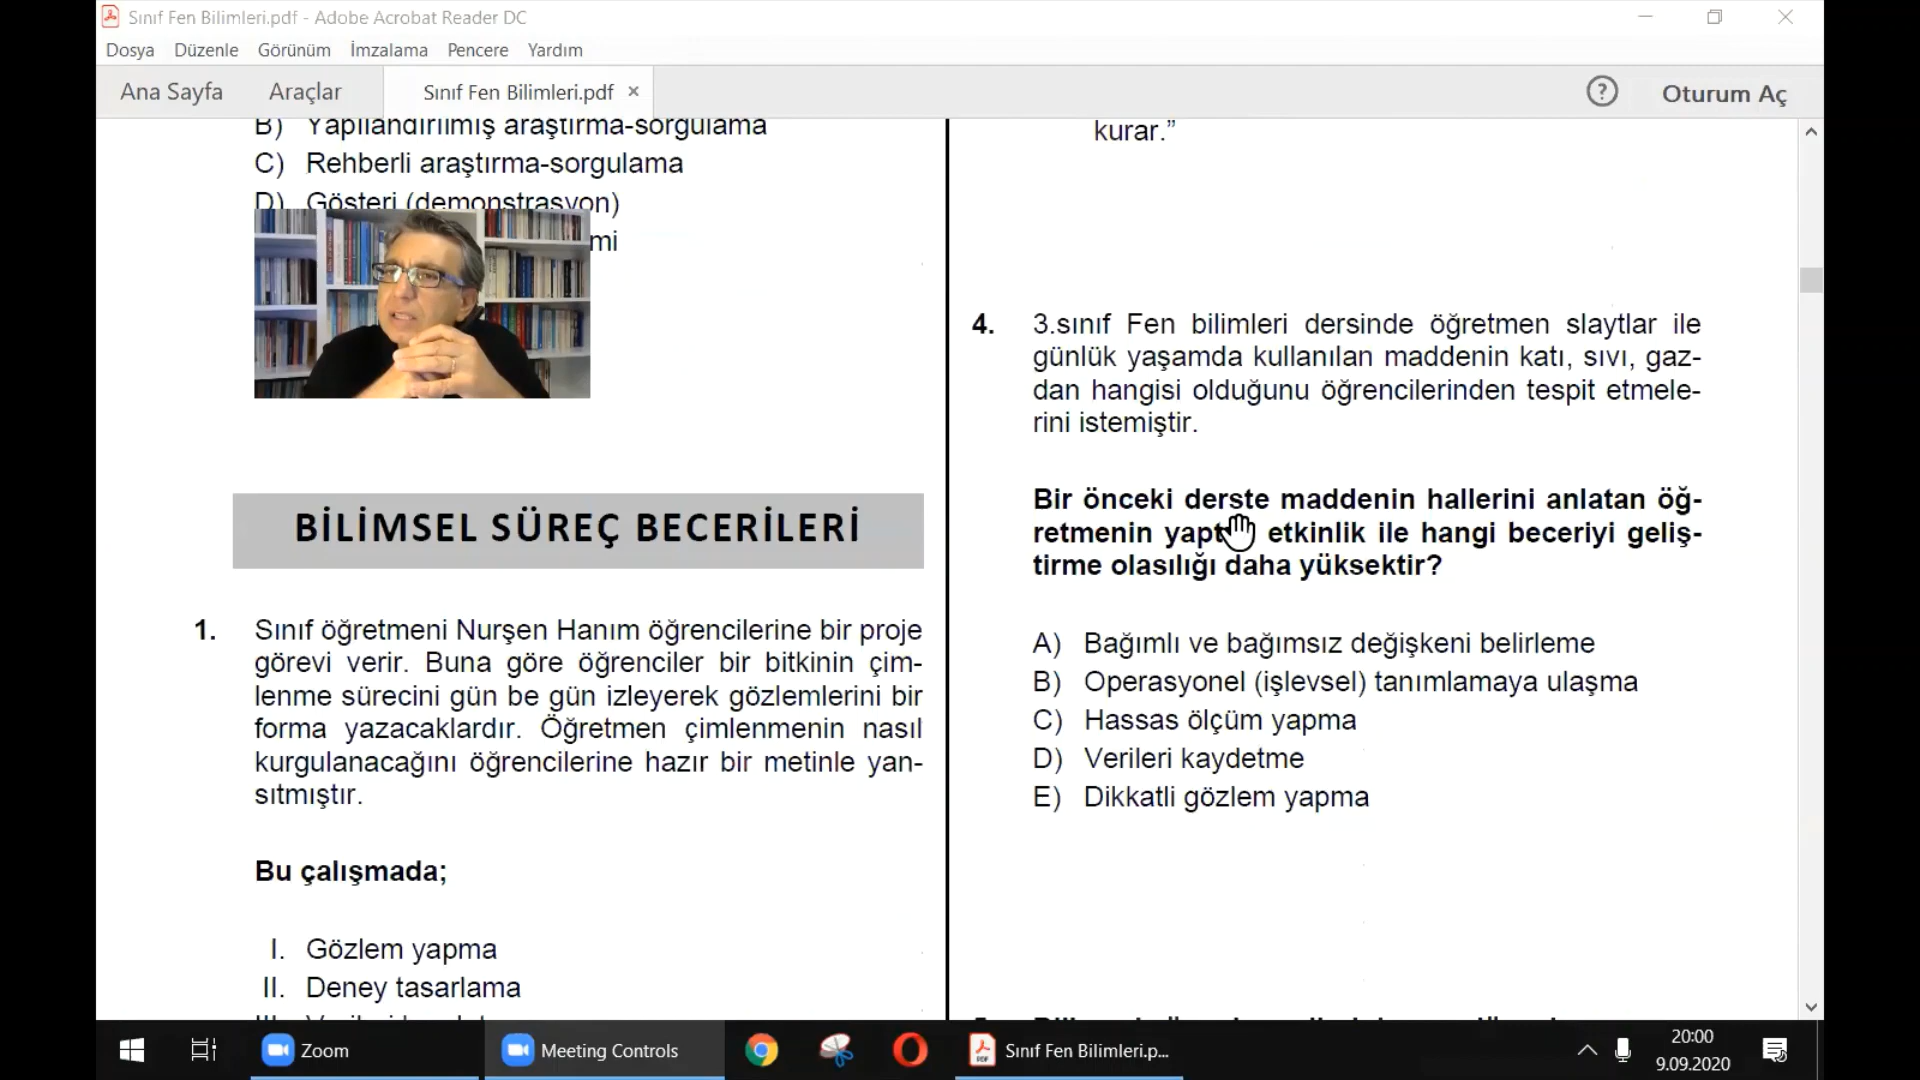 Sınıf Fen Bilimleri.pdf - Adobe Acrobat Reader DC
Dosya Düzenle Görünüm İmzalama Pencere Yardım
Ana Sayfa Araçlar Sınıf Fen Bilimleri.pdf × ? Oturum Aç
B) Yapılandırılmış araştırma-sorgulama
C) Rehberli araştırma-sorgulama
D) Gösteri (demonstrasyon)
mi
BİLİMSEL SÜREÇ BECERİLERİ
1. Sınıf öğretmeni Nurşen Hanım öğrencilerine bir proje
görevi verir. Buna göre öğrenciler bir bitkinin çim-
lenme sürecini gün be gün izleyerek gözlemlerini bir
forma yazacaklardır. Öğretmen çimlenmenin nasıl
kurgulanacağını öğrencilerine hazır bir metinle yan-
sıtmıştır.
Bu çalışmada;
I. Gözlem yapma
II. Deney tasarlama
kurar.”
4. 3.sınıf Fen bilimleri dersinde öğretmen slaytlar ile
günlük yaşamda kullanılan maddenin katı, sıvı, gaz-
dan hangisi olduğunu öğrencilerinden tespit etmele-
rini istemiştir.
Bir önceki derste maddenin hallerini anlatan öğ-
retmenin yapt etkinlik ile hangi beceriyi geliş-
tirme olasılığı daha yüksektir?
A) Bağımlı ve bağımsız değişkeni belirleme
B) Operasyonel (işlevsel) tanımlamaya ulaşma
C) Hassas ölçüm yapma
D) Verileri kaydetme
E) Dikkatli gözlem yapma
Zoom Meeting Controls Sınıf Fen Bilimleri.p...
20:00
9.09.2020